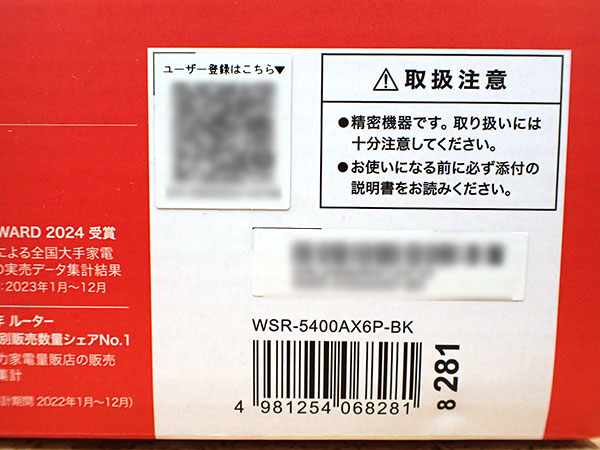 ユーザー登録はこちら▼
⚠取扱注意
●精密機器です。取り扱いには
十分注意してください。
●お使いになる前に必ず添付の
説明書をお読みください。
WARD 2024 受賞
による全国大手家電
の実売データ集計結果
：2023年1月〜12月
ルーター
別販売数量シェアNo.1
力家電量販店の販売
集計
計期間 2022年1月〜12月）
WSR-5400AX6P-BK
4 981254 068281
8 281